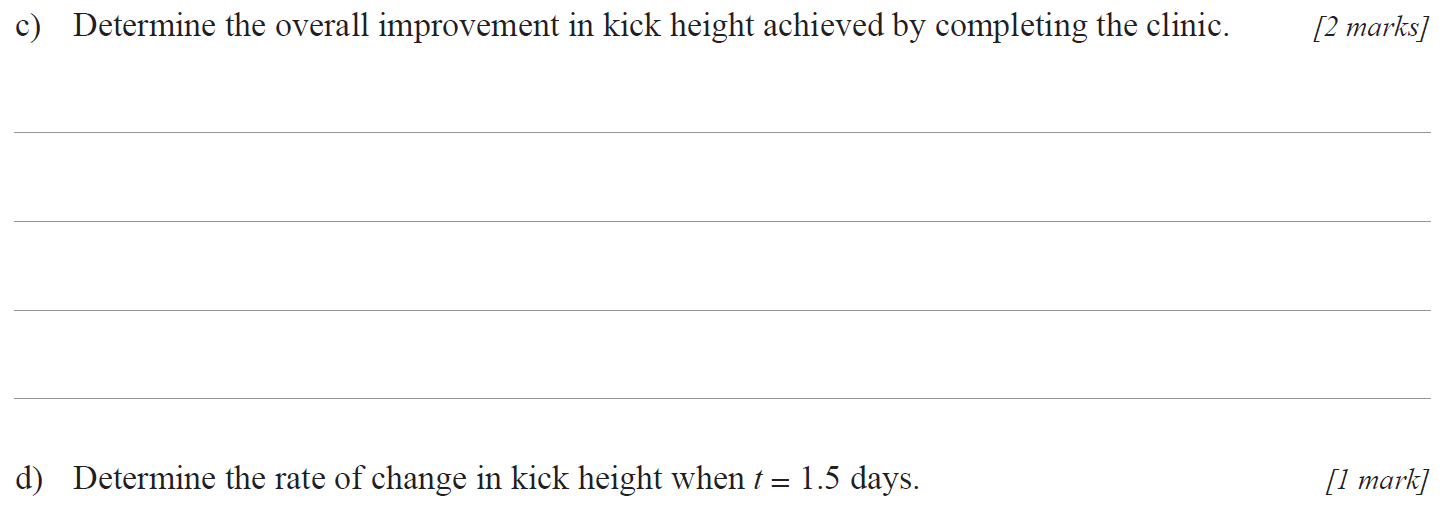 c) Determine the overall improvement in kick height achieved by completing the clinic. [2 marks]
d) Determine the rate of change in kick height when t = 1.5 days. [1 mark]